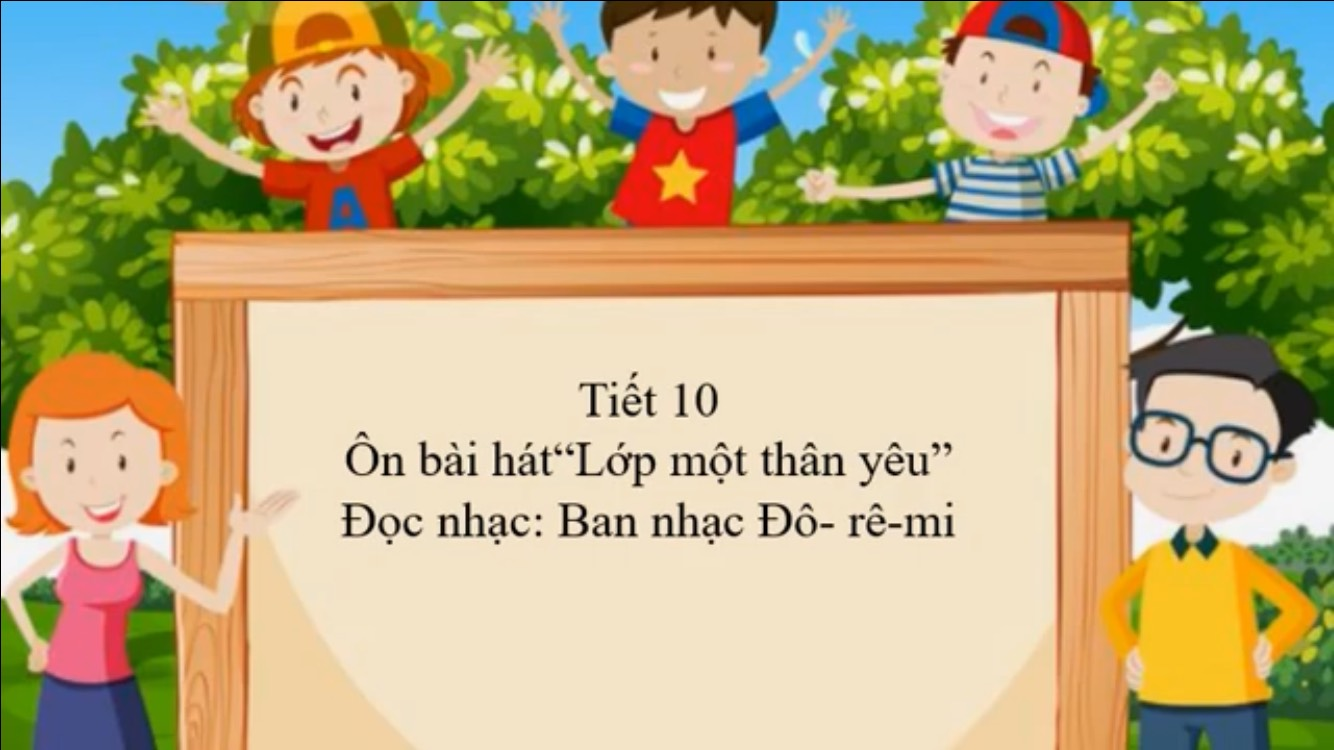 A
Tiết 10
Ôn bài hát“Lớp một thân yêu”
Đọc nhạc: Ban nhạc Đô- rê-mi